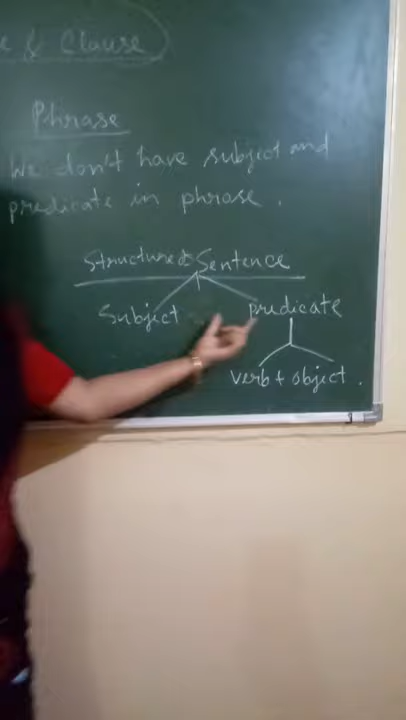 e & Clause
Phrase
We don't have subject and
predicate in phrase.
Structure of Sentence
Subject predicate
verb + object.